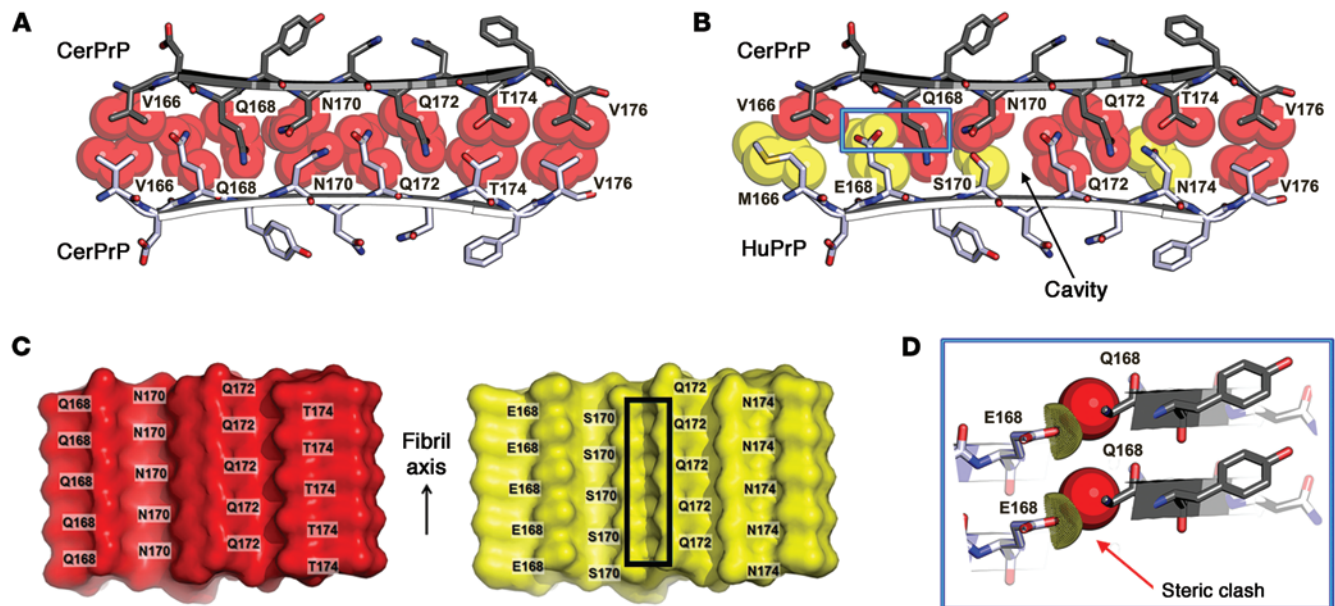 A
CerPrP
V166
Q168
N170
Q172
T174
V176
V166
Q168
N170
Q172
T174
V176
CerPrP
B
CerPrP
V166
Q168
N170
Q172
T174
V176
M166
E168
S170
Q172
N174
V176
HuPrP
Cavity
C
Q168
N170
Q172
T174
Q168
N170
Q172
T174
Q168
N170
Q172
T174
Q168
N170
Q172
T174
Q168
N170
Q172
T174
Fibril
axis
E168
S170
Q172
N174
E168
S170
Q172
N174
E168
S170
Q172
N174
E168
S170
Q172
N174
E168
S170
Q172
N174
D
Q168
E168
Q168
E168
Steric clash